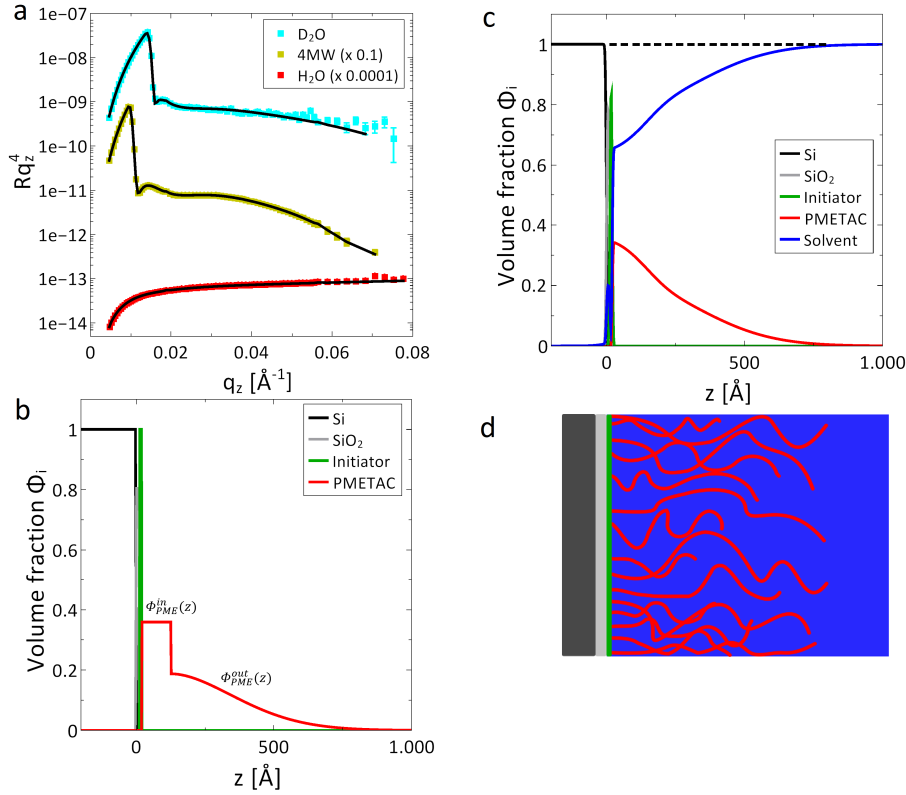 a
1e−07
1e−08
1e−09
1e−10
1e−11
1e−12
1e−13
1e−14
Rq_z^4
D₂O
4MW (x 0.1)
H₂O (x 0.0001)
0 0.02 0.04 0.06 0.08
q_z [Å⁻¹]
b
1
0.8
0.6
0.4
0.2
0
Volume fraction Φ_i
Si
SiO₂
Initiator
PMETAC
Φ_PME^in(z)
Φ_PME^out(z)
0 500 1.000
z [Å]
c
1
0.8
0.6
0.4
0.2
0
Volume fraction Φ_i
Si
SiO₂
Initiator
PMETAC
Solvent
0 500 1.000
z [Å]
d